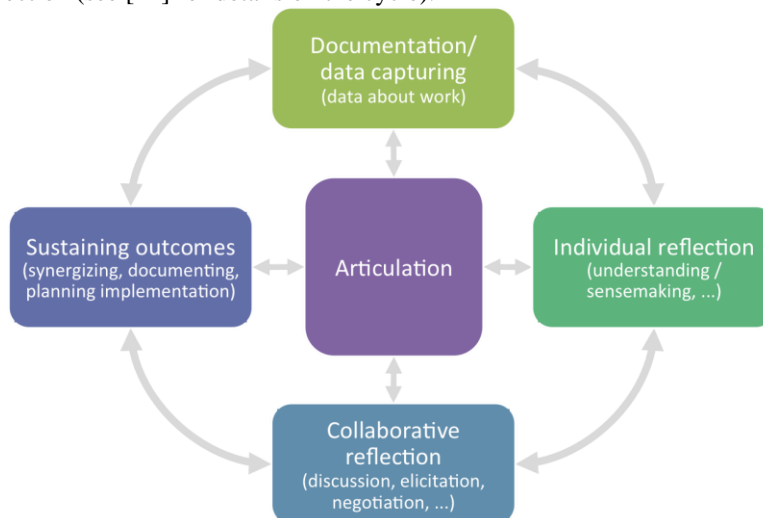 Documentation/
data capturing
(data about work)
Sustaining outcomes
(synergizing, documenting,
planning implementation)
Articulation
Individual reflection
(understanding /
sensemaking, ...)
Collaborative
reflection
(discussion, elicitation,
negotiation, ...)